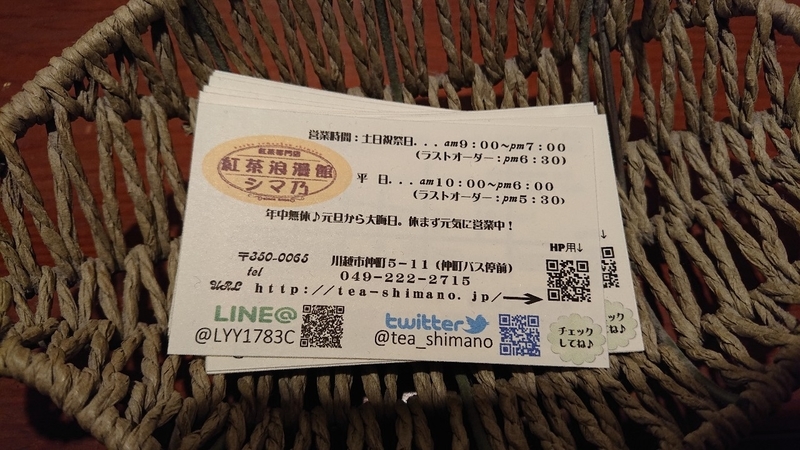 営業時間：土日祝祭日...am9:00～pm7:00
(ラストオーダー：pm6:30)
紅茶専門店
紅茶浪漫館
シマ乃
平 日...am10:00～pm6:00
(ラストオーダー：pm5:30)
年中無休♪元旦から大晦日。休まず元気に営業中！
HP用↓
〒350-0065 川越市仲町5-11 (仲町バス停前)
tel 049-222-2715
URL http://tea-shimano.jp/→
LINE@
@LYY1783C
twitter
@tea_shimano
チェック
してね♪